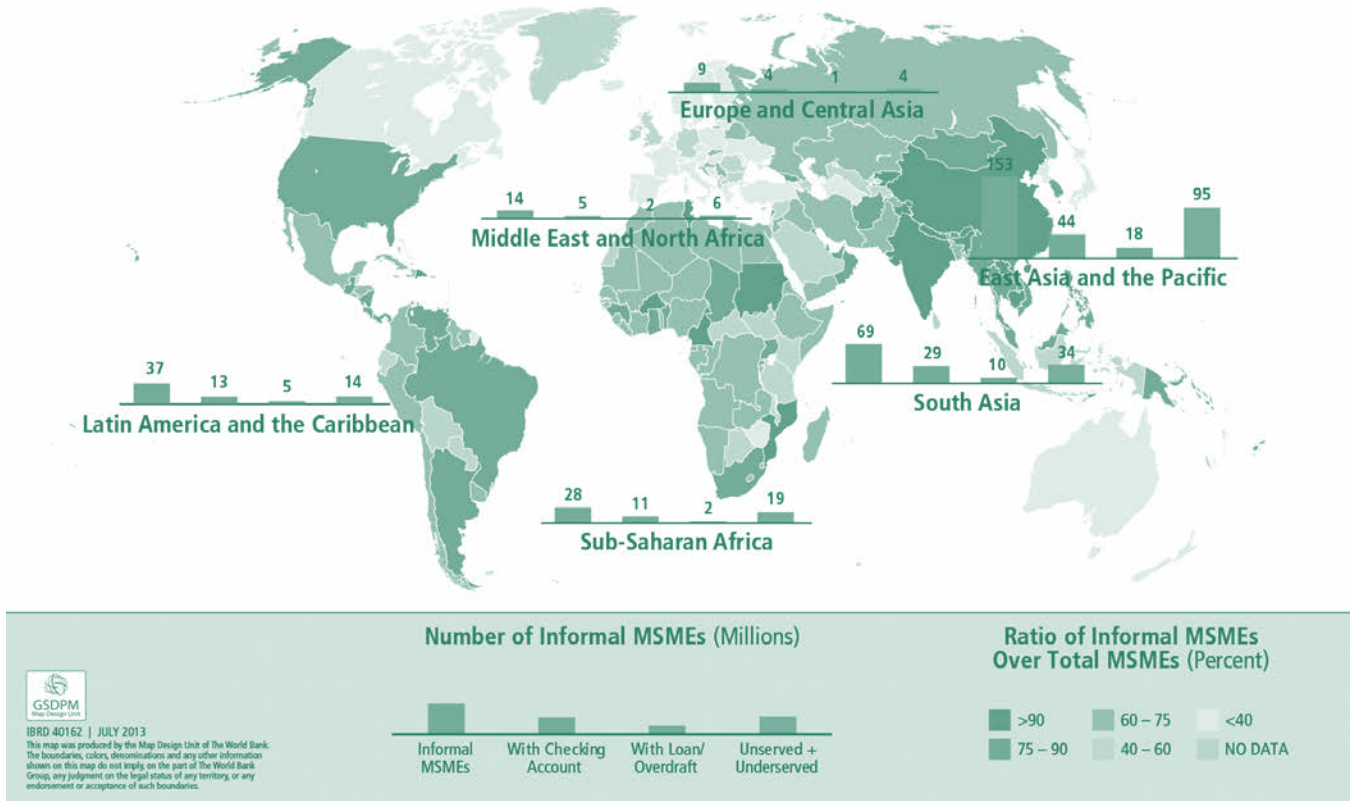 9 4 1 4
Europe and Central Asia
153 44 18 95
East Asia and the Pacific
14 5 2 6
Middle East and North Africa
69 29 10 34
South Asia
37 13 5 14
Latin America and the Caribbean
28 11 2 19
Sub-Saharan Africa
Number of Informal MSMEs (Millions)
Informal MSMEs
With Checking Account
With Loan/ Overdraft
Unserved + Underserved
Ratio of Informal MSMEs
Over Total MSMEs (Percent)
>90
60 – 75
<40
75 – 90
40 – 60
NO DATA
GSDPM
Map Design Unit
IBRD 40162 | JULY 2013
This map was produced by the Map Design Unit of The World Bank.
The boundaries, colors, denominations and any other information
shown on this map do not imply, on the part of The World Bank
Group, any judgment on the legal status of any territory, or any
endorsement or acceptance of such boundaries.